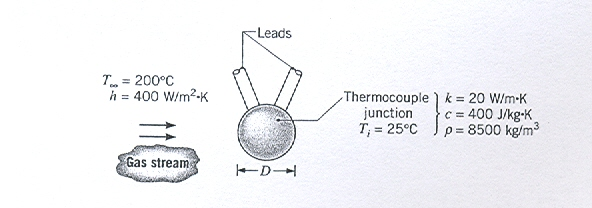 Leads
T∞ = 200°C
h = 400 W/m²·K
Thermocouple
junction
Tᵢ = 25°C
k = 20 W/m·K
c = 400 J/kg·K
ρ = 8500 kg/m³
Gas stream
D